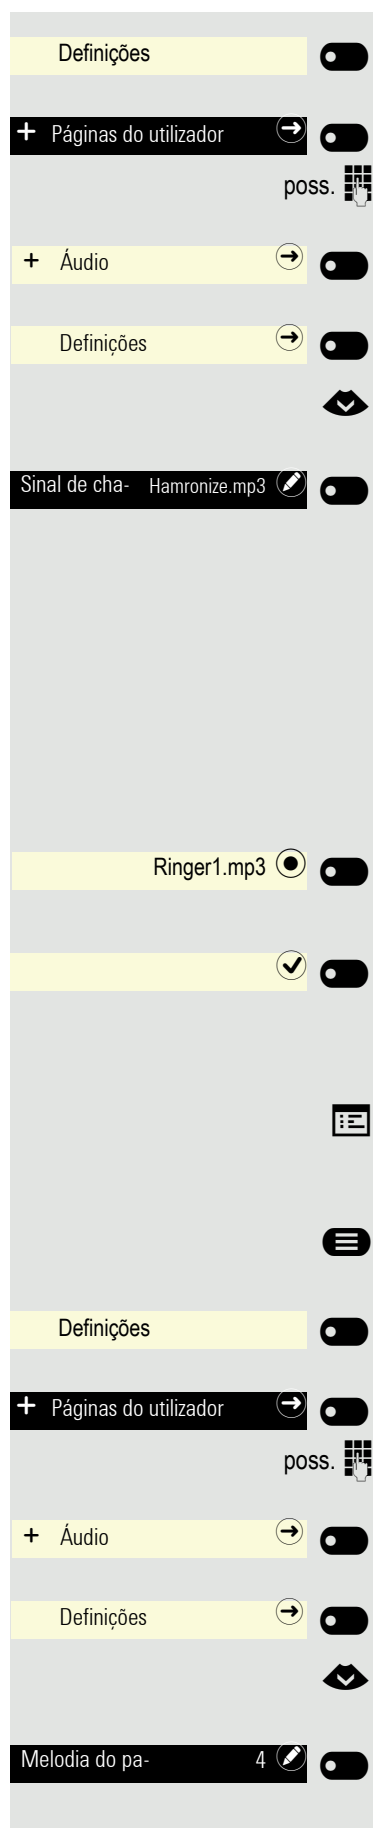 Definições
+ Páginas do utilizador
poss.
+ Áudio
Definições
Sinal de cha- Hamronize.mp3
Ringer1.mp3
Definições
+ Páginas do utilizador
poss.
+ Áudio
Definições
Melodia do pa- 4